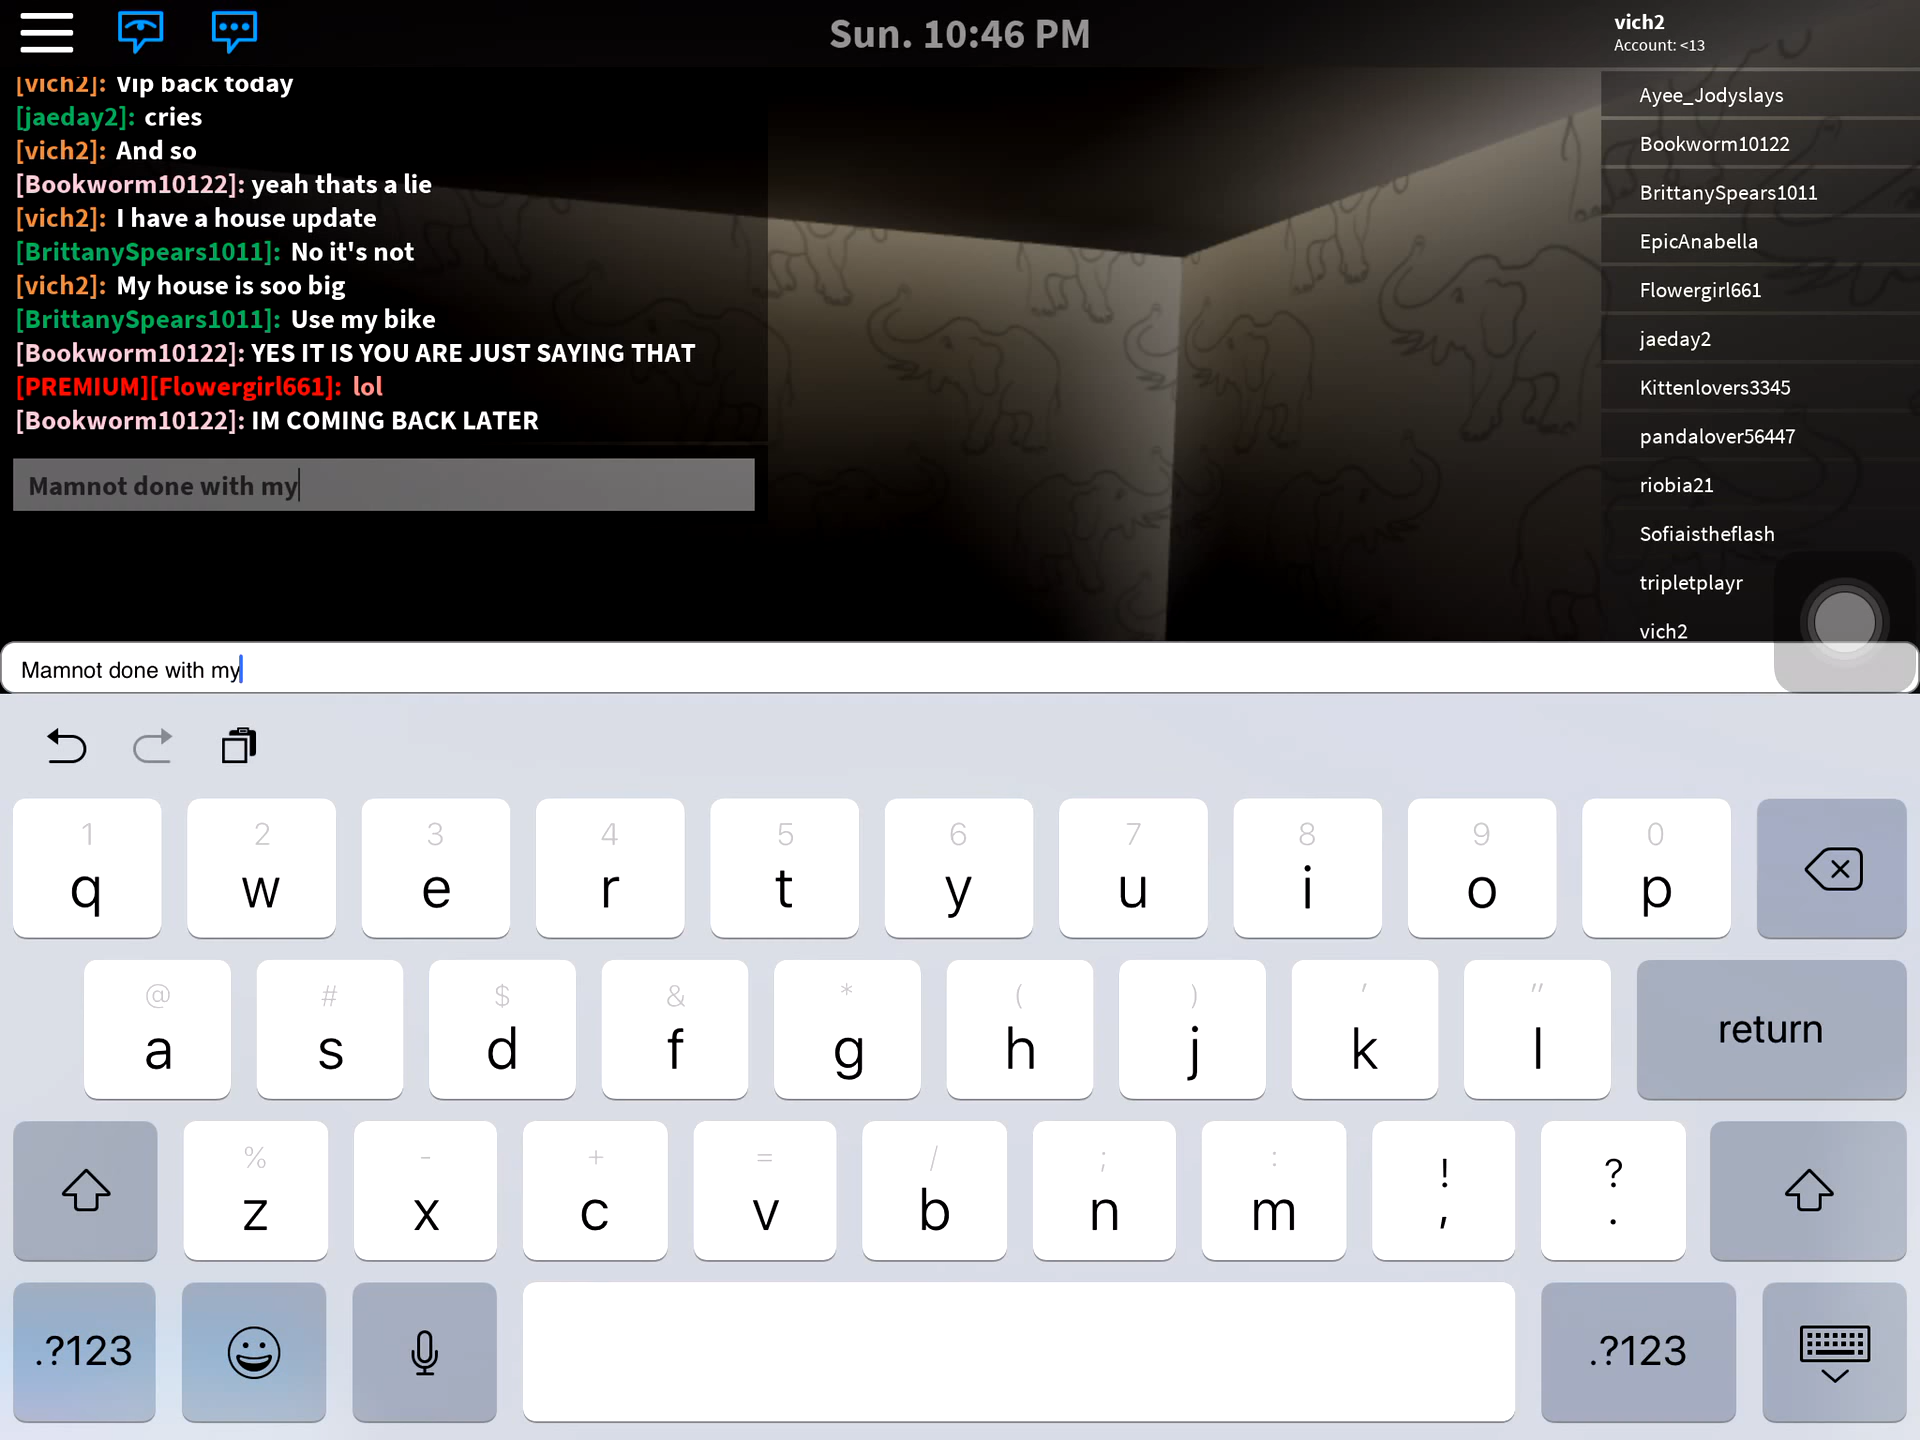 Sun. 10:46 PM
vich2
Account: <13
[vich2]: Vip back today
[jaeday2]: cries
[vich2]: And so
[Bookworm10122]: yeah thats a lie
[vich2]: I have a house update
[BrittanySpears1011]: No it's not
[vich2]: My house is soo big
[BrittanySpears1011]: Use my bike
[Bookworm10122]: YES IT IS YOU ARE JUST SAYING THAT
[PREMIUM][Flowergirl661]: lol
[Bookworm10122]: IM COMING BACK LATER
Mamnot done with my
Ayee_Jodyslays
Bookworm10122
BrittanySpears1011
EpicAnabella
Flowergirl661
jaeday2
Kittenlovers3345
pandalover56447
riobia21
Sofiaistheflash
tripletplayr
vich2
Mamnot done with my
1 2 3 4 5 6 7 8 9 0
q w e r t y u i o p
@ # $ & * ( ) ' "
a s d f g h j k l return
% - + = / ; : ! ?
z x c v b n m , .
.?123 .?123